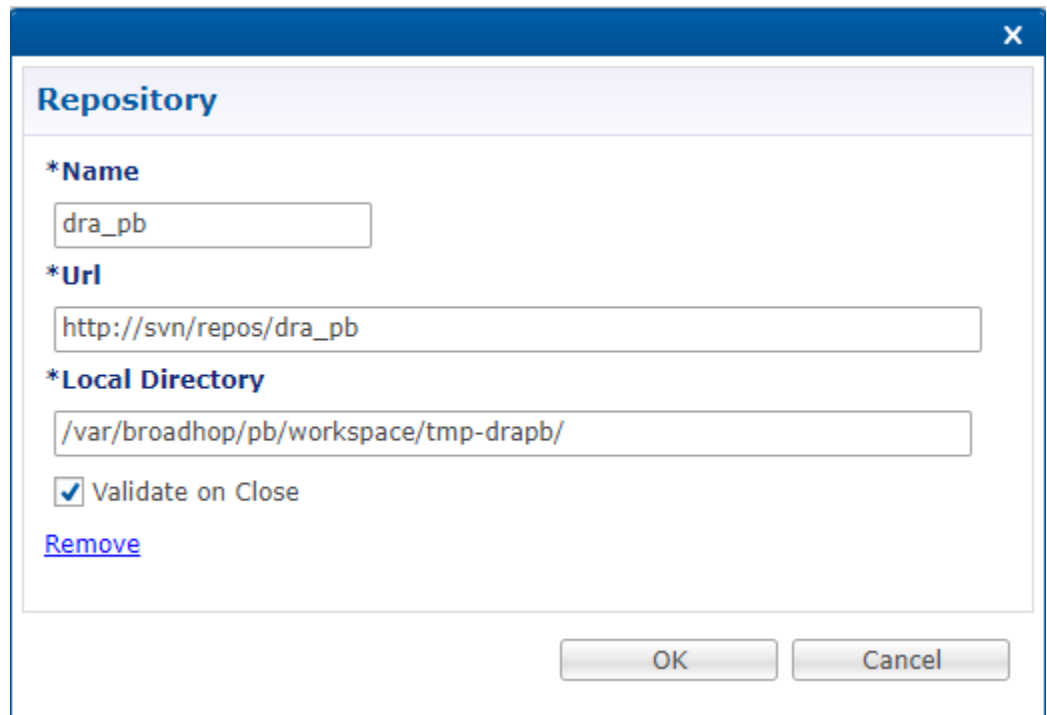 Repository
*Name
dra_pb
*Url
http://svn/repos/dra_pb
*Local Directory
/var/broadhop/pb/workspace/tmp-drapb/
Validate on Close
Remove
OK Cancel